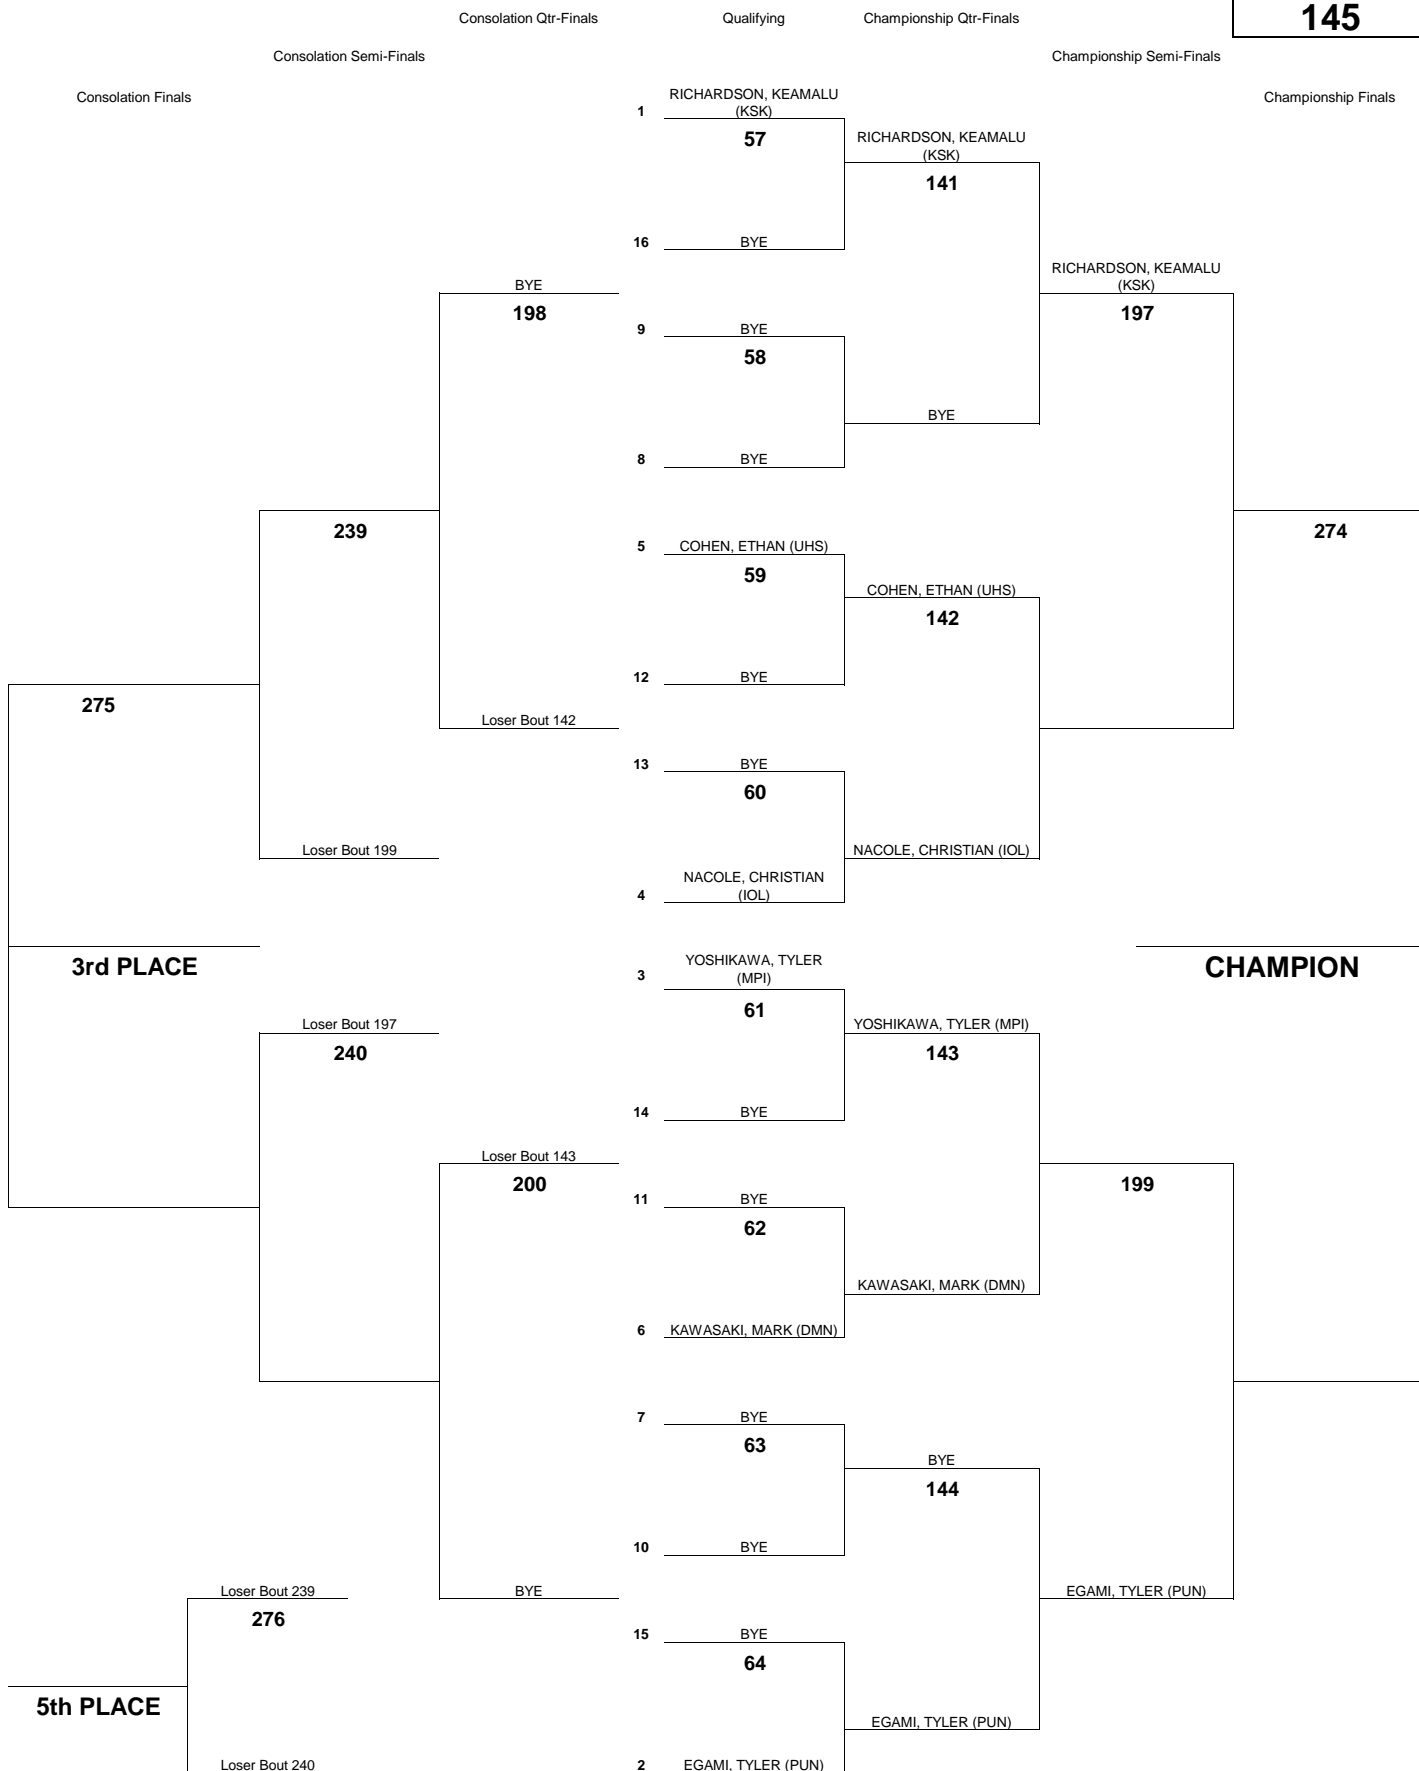 145
Consolation Qtr-Finals
Qualifying
Championship Qtr-Finals
Consolation Semi-Finals
Championship Semi-Finals
Consolation Finals
Championship Finals
RICHARDSON, KEAMALU
(KSK)
1
57
RICHARDSON, KEAMALU
(KSK)
141
16
BYE
RICHARDSON, KEAMALU
(KSK)
197
BYE
198
9
BYE
58
BYE
8
BYE
239
274
5
COHEN, ETHAN (UHS)
59
COHEN, ETHAN (UHS)
142
12
BYE
275
Loser Bout 142
13
BYE
60
Loser Bout 199
NACOLE, CHRISTIAN (IOL)
NACOLE, CHRISTIAN
(IOL)
4
3rd PLACE
CHAMPION
YOSHIKAWA, TYLER
(MPI)
3
61
Loser Bout 197
240
YOSHIKAWA, TYLER (MPI)
143
14
BYE
Loser Bout 143
200
199
11
BYE
62
KAWASAKI, MARK (DMN)
6
KAWASAKI, MARK (DMN)
7
BYE
63
BYE
144
10
BYE
Loser Bout 239
276
BYE
EGAMI, TYLER (PUN)
15
BYE
64
5th PLACE
EGAMI, TYLER (PUN)
Loser Bout 240
2
EGAMI, TYLER (PUN)